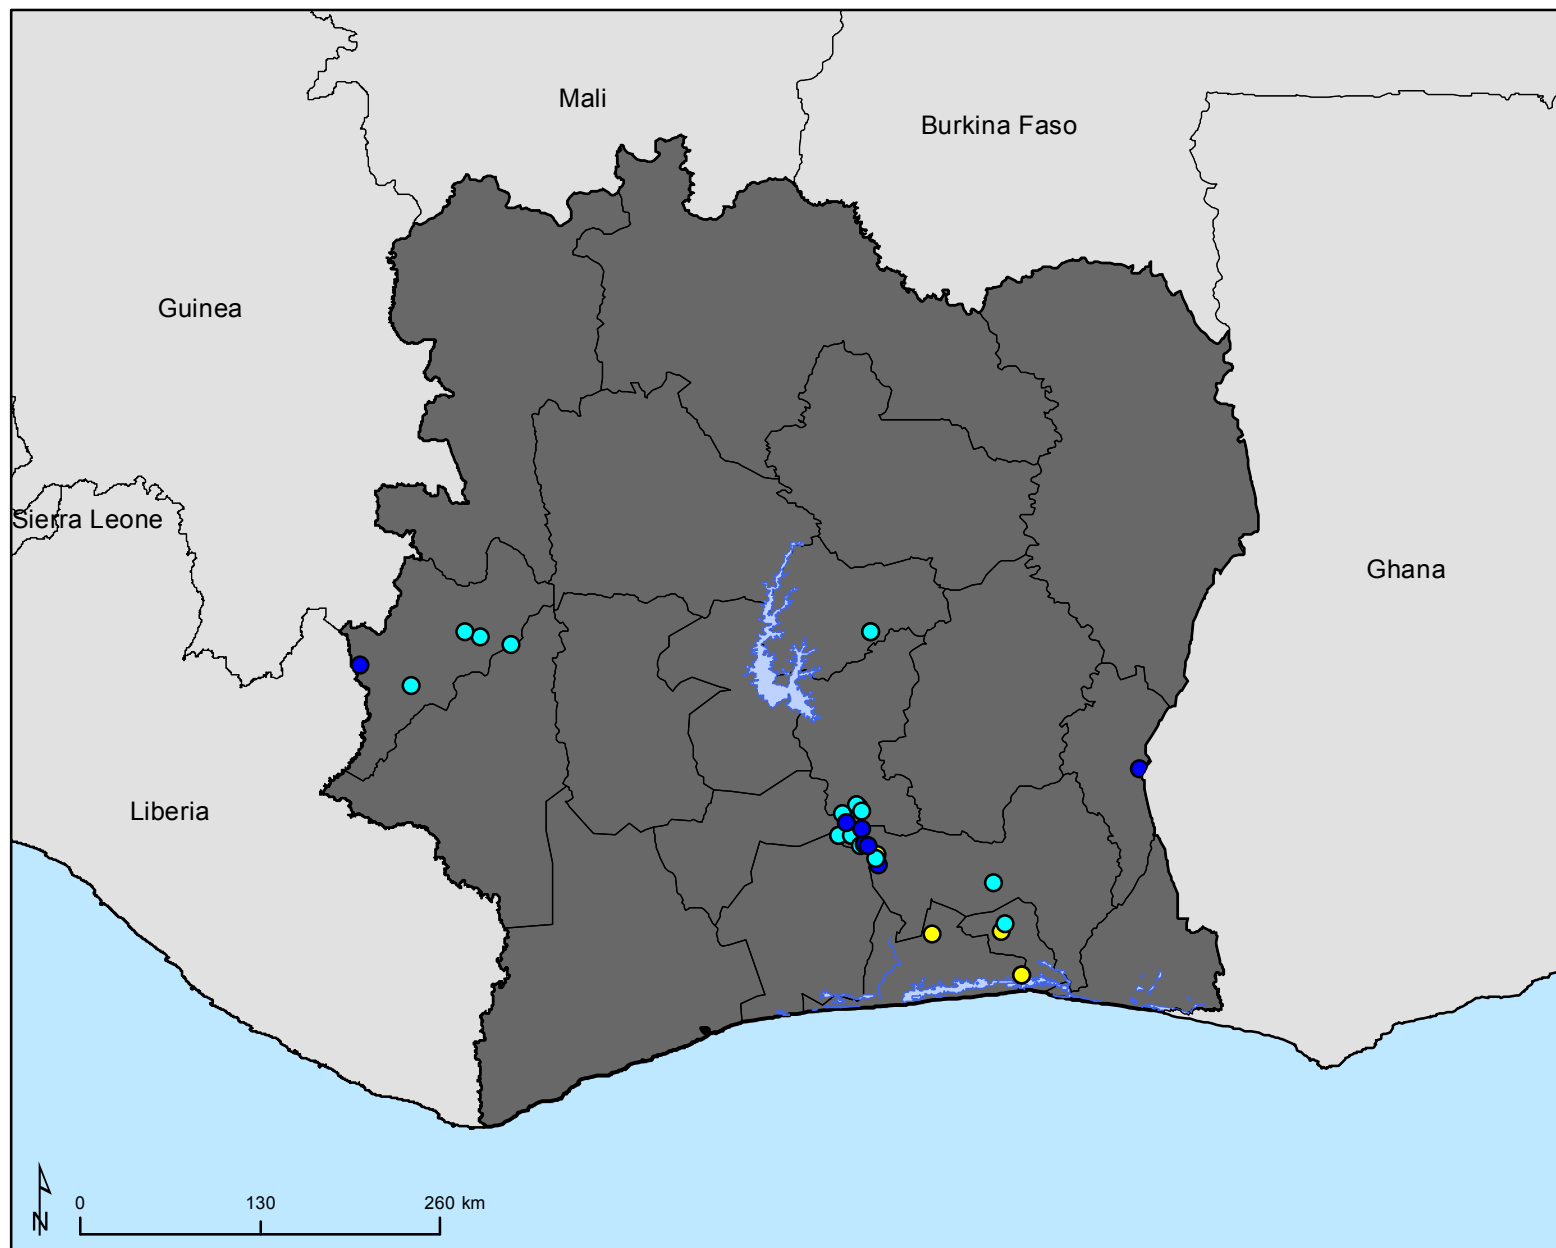 Mali
Burkina Faso
Guinea
Sierra Leone
Ghana
Liberia
N
0 130 260 km